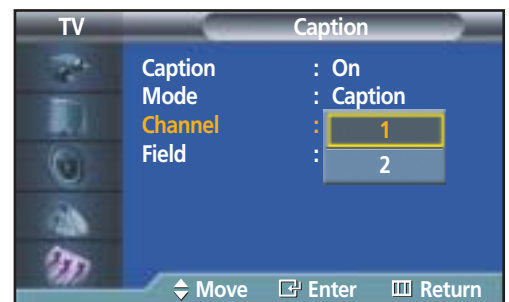 TV Caption
Caption : On
Mode : Caption
Channel : 1
Field : 2
Move Enter Return